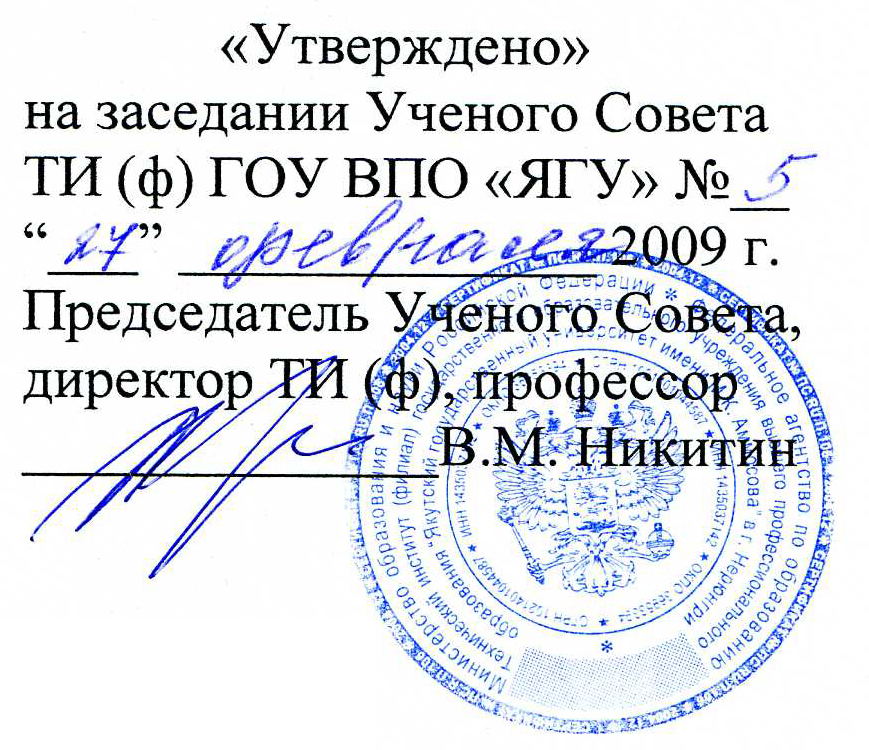 «Утверждено»
на заседании Ученого Совета
ТИ (ф) ГОУ ВПО «ЯГУ» № 5
“27” февраля 2009 г.
Председатель Ученого Совета,
директор ТИ (ф), профессор
В.М. Никитин
Министерство образования и науки Российской Федерации * Федеральное агентство по образованию
Технический институт (филиал) государственного образовательного учреждения высшего профессионального
образования "Якутский государственный университет имени М.К. Аммосова" в г. Нерюнгри